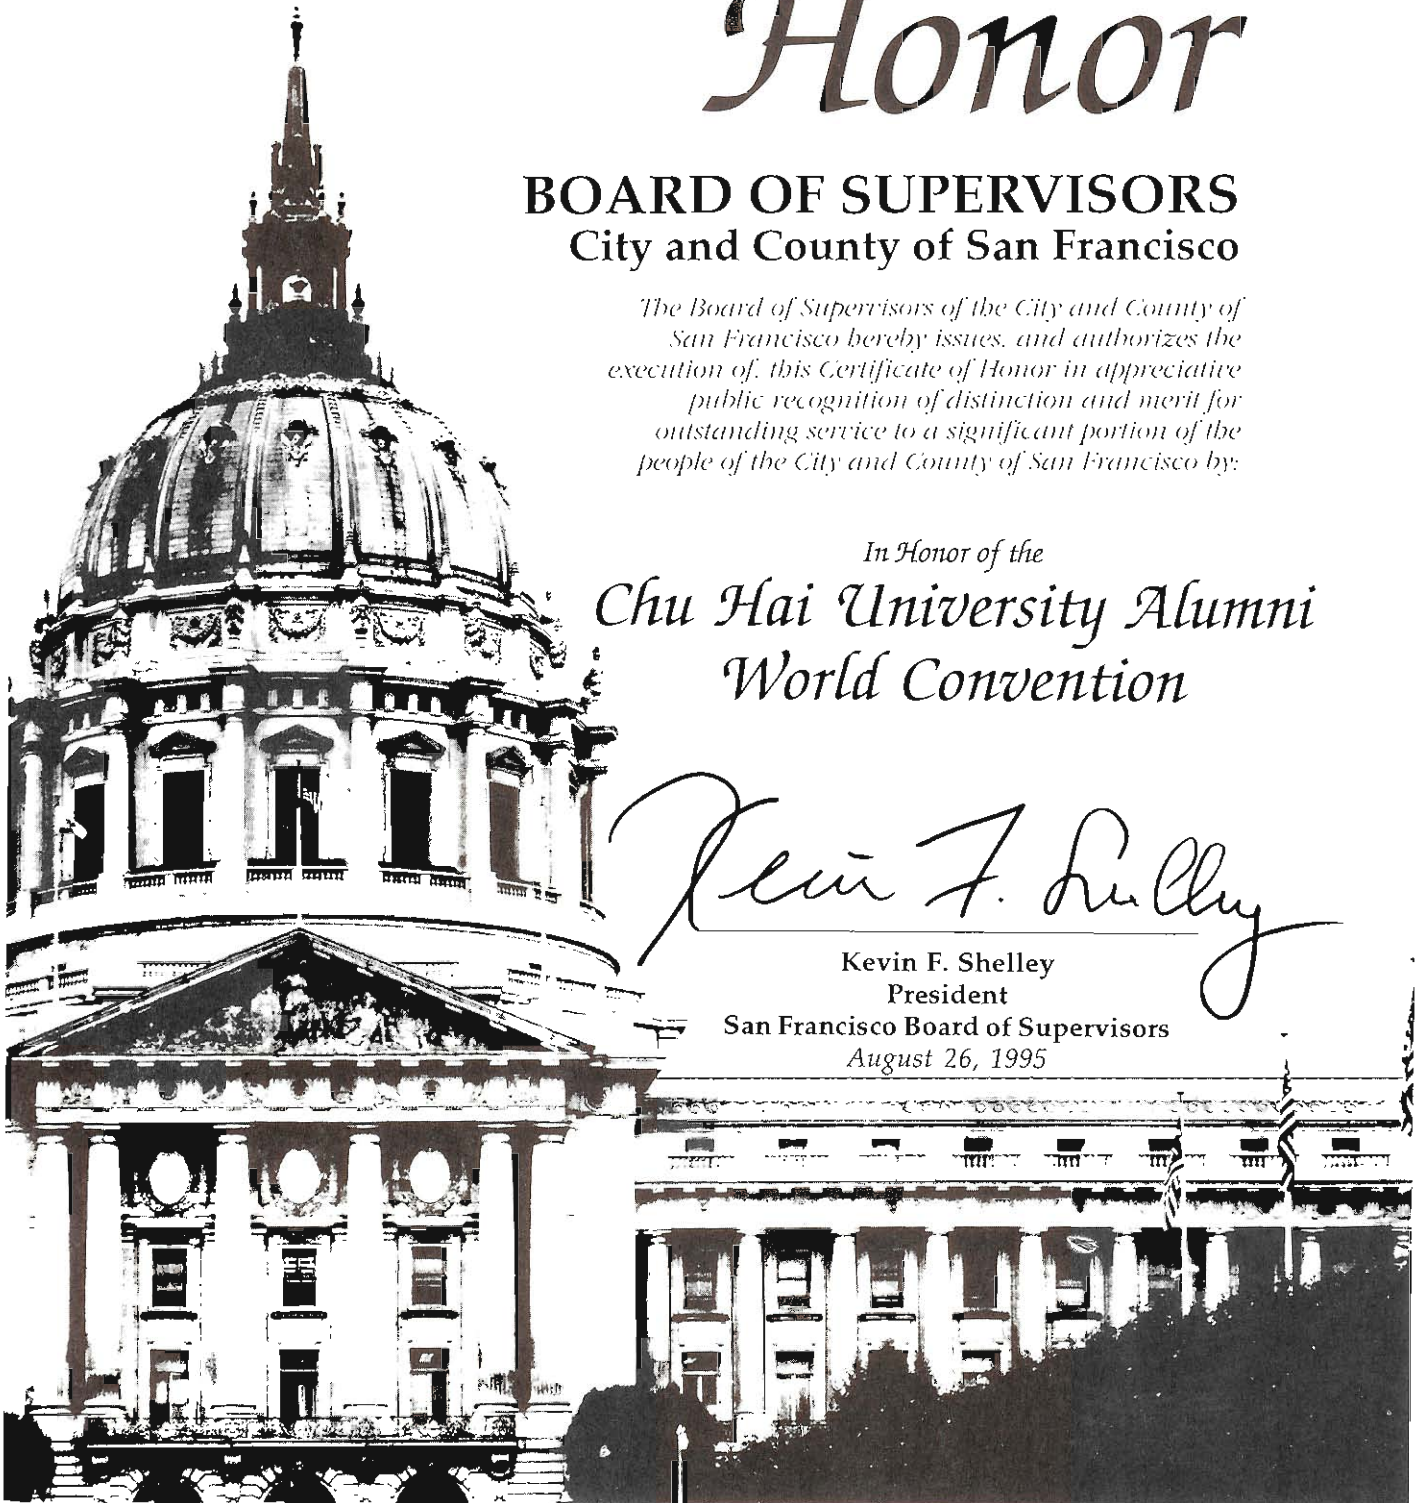 Honor
BOARD OF SUPERVISORS
City and County of San Francisco
The Board of Supervisors of the City and County of
San Francisco hereby issues, and authorizes the
execution of, this Certificate of Honor in appreciative
public recognition of distinction and merit for
outstanding service to a significant portion of the
people of the City and County of San Francisco by:
In Honor of the
Chu Hai University Alumni
World Convention
Kevin F. Shelley
Kevin F. Shelley
President
San Francisco Board of Supervisors
August 26, 1995